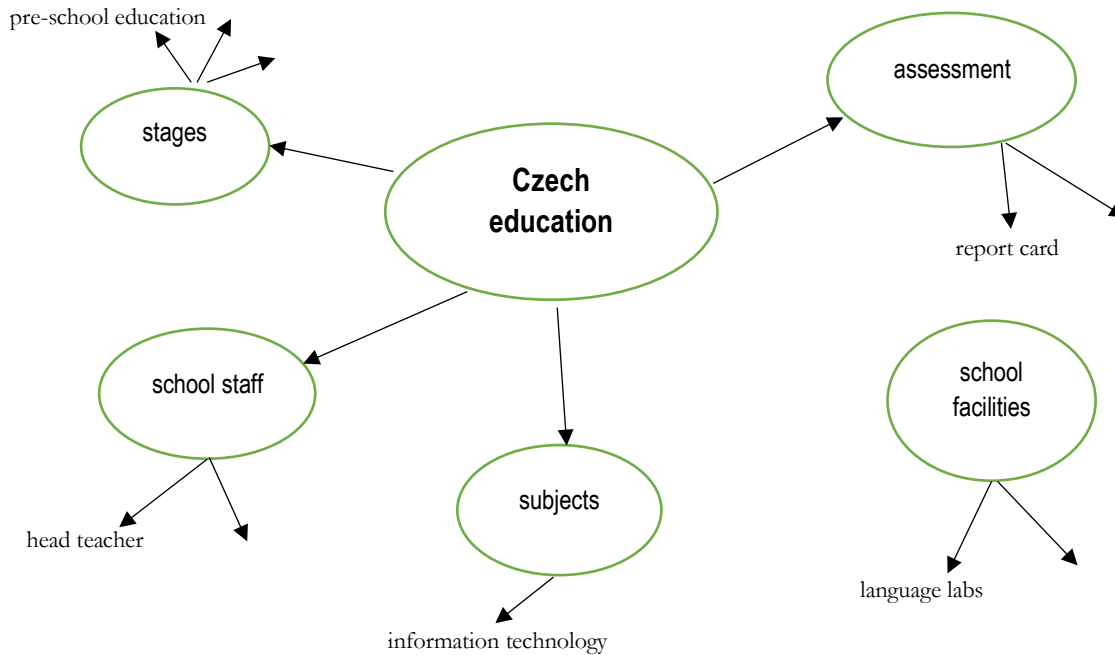 pre-school education
stages
Czech
education
assessment
report card
school staff
head teacher
subjects
information technology
school
facilities
language labs